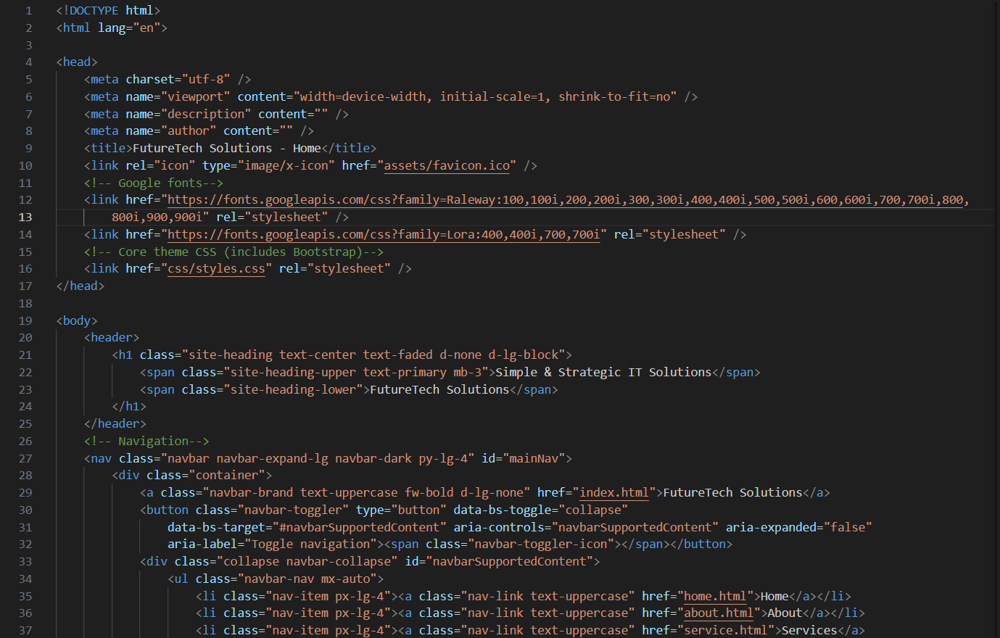 1 <!DOCTYPE html>
2 <html lang="en">
3
4 <head>
5 <meta charset="utf-8" />
6 <meta name="viewport" content="width=device-width, initial-scale=1, shrink-to-fit=no" />
7 <meta name="description" content="" />
8 <meta name="author" content="" />
9 <title>FutureTech Solutions - Home</title>
10 <link rel="icon" type="image/x-icon" href="assets/favicon.ico" />
11 <!-- Google fonts-->
12 <link href="https://fonts.googleapis.com/css?family=Raleway:100,100i,200,200i,300,300i,400,400i,500,500i,600,600i,700,700i,800,
13 800i,900,900i" rel="stylesheet" />
14 <link href="https://fonts.googleapis.com/css?family=Lora:400,400i,700,700i" rel="stylesheet" />
15 <!-- Core theme CSS (includes Bootstrap)-->
16 <link href="css/styles.css" rel="stylesheet" />
17 </head>
18
19 <body>
20 <header>
21 <h1 class="site-heading text-center text-faded d-none d-lg-block">
22 <span class="site-heading-upper text-primary mb-3">Simple & Strategic IT Solutions</span>
23 <span class="site-heading-lower">FutureTech Solutions</span>
24 </h1>
25 </header>
26 <!-- Navigation-->
27 <nav class="navbar navbar-expand-lg navbar-dark py-lg-4" id="mainNav">
28 <div class="container">
29 <a class="navbar-brand text-uppercase fw-bold d-lg-none" href="index.html">FutureTech Solutions</a>
30 <button class="navbar-toggler" type="button" data-bs-toggle="collapse"
31 data-bs-target="#navbarSupportedContent" aria-controls="navbarSupportedContent" aria-expanded="false"
32 aria-label="Toggle navigation"><span class="navbar-toggler-icon"></span></button>
33 <div class="collapse navbar-collapse" id="navbarSupportedContent">
34 <ul class="navbar-nav mx-auto">
35 <li class="nav-item px-lg-4"><a class="nav-link text-uppercase" href="home.html">Home</a></li>
36 <li class="nav-item px-lg-4"><a class="nav-link text-uppercase" href="about.html">About</a></li>
37 <li class="nav-item px-lg-4"><a class="nav-link text-uppercase" href="service.html">Services</a>